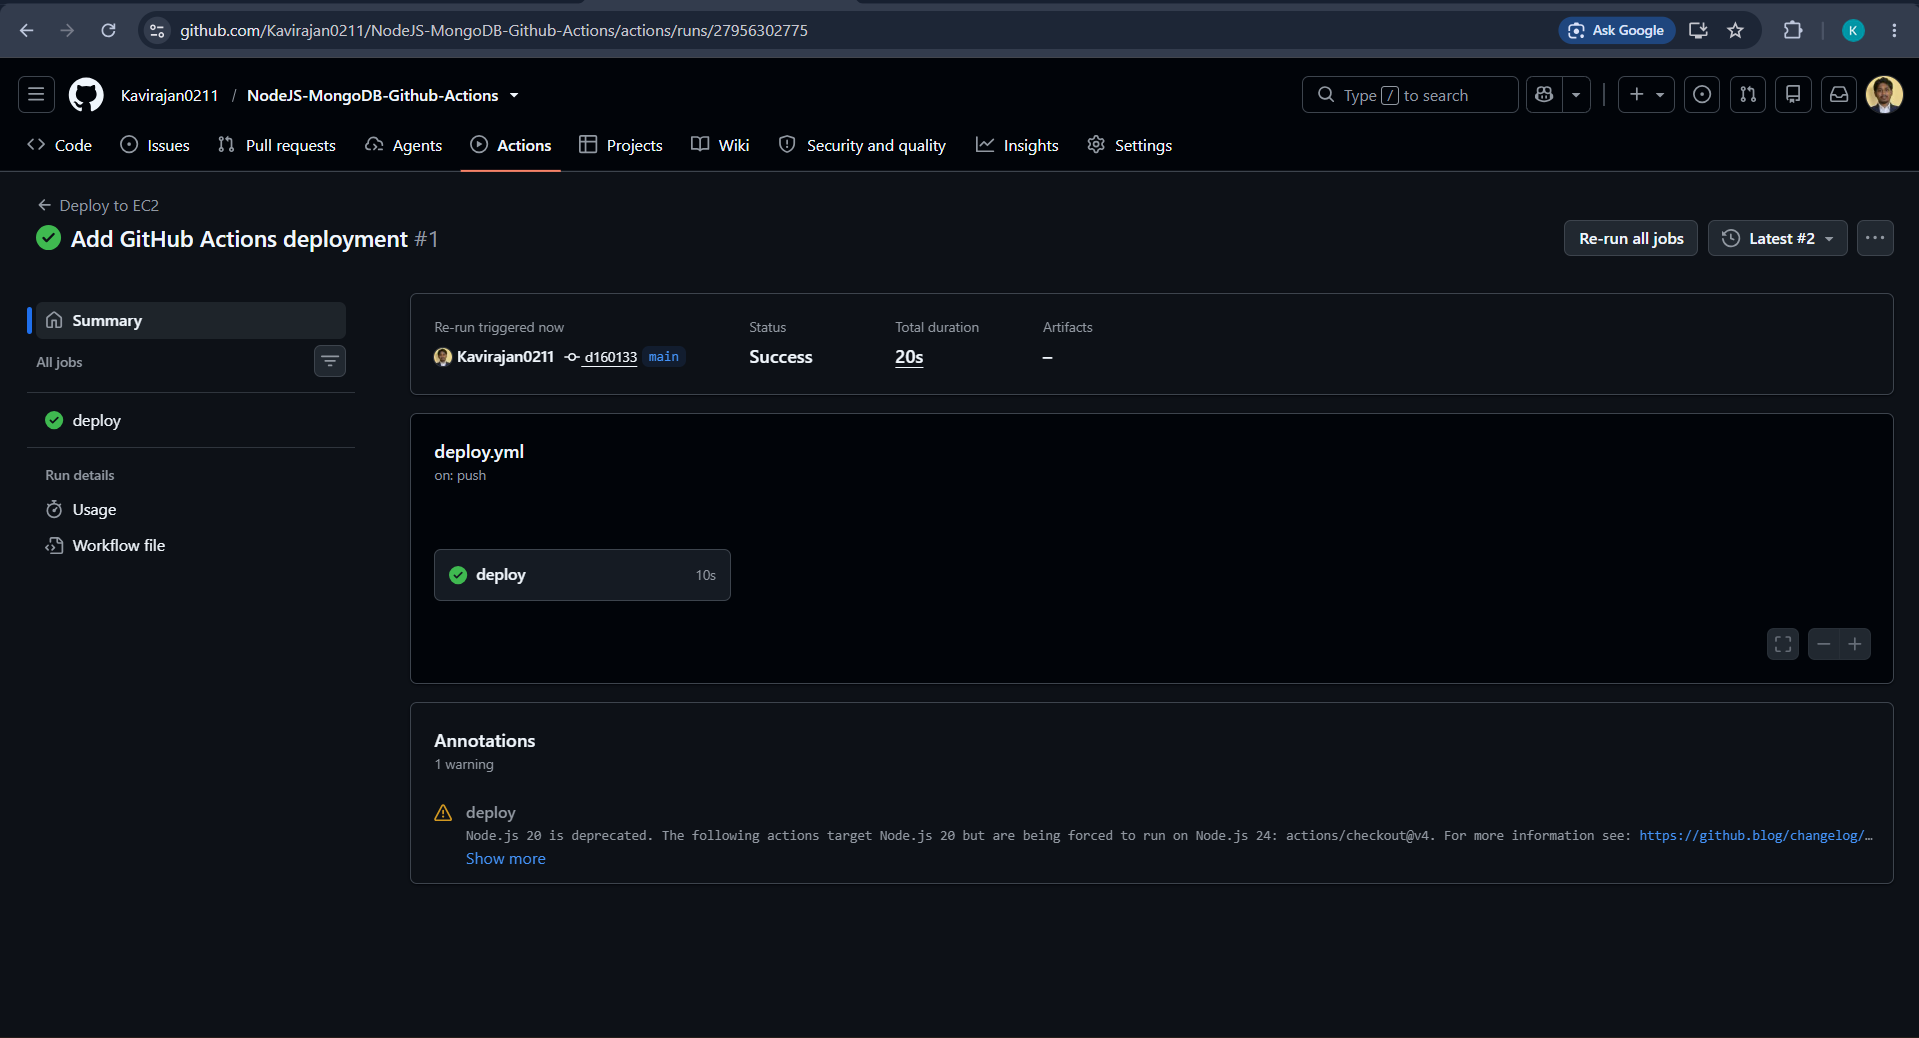 github.com/Kavirajan0211/NodeJS-MongoDB-Github-Actions/actions/runs/27956302775
Ask Google
K
Kavirajan0211 / NodeJS-MongoDB-Github-Actions
Type / to search
Code
Issues
Pull requests
Agents
Actions
Projects
Wiki
Security and quality
Insights
Settings
Deploy to EC2
Add GitHub Actions deployment #1
Re-run all jobs
Latest #2
Summary
All jobs
deploy
Run details
Usage
Workflow file
Re-run triggered now
Kavirajan0211 d160133 main
Status
Success
Total duration
20s
Artifacts
–
deploy.yml
on: push
deploy 10s
Annotations
1 warning
deploy
Node.js 20 is deprecated. The following actions target Node.js 20 but are being forced to run on Node.js 24: actions/checkout@v4. For more information see: https://github.blog/changelog/…
Show more